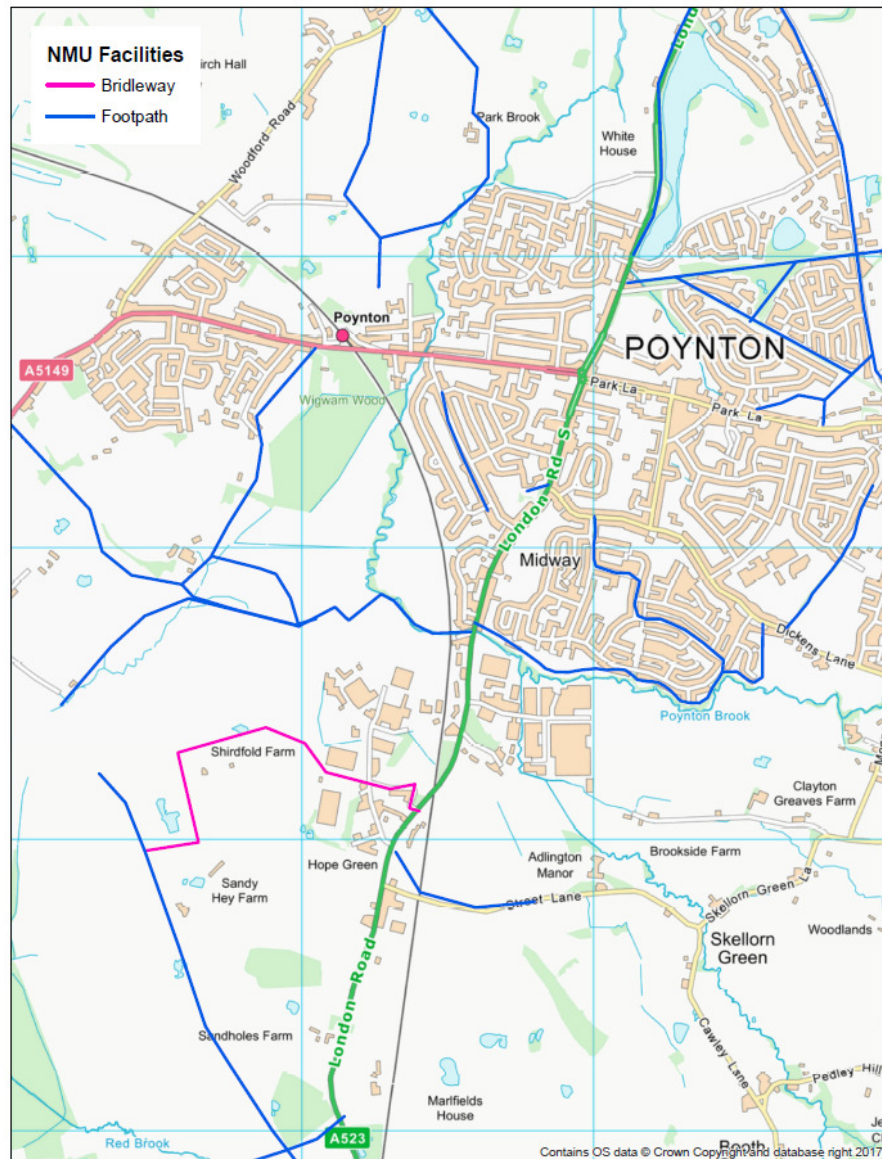 NMU Facilities
Bridleway
Footpath
irch Hall
Woodford Road
Park Brook
White
House
Lond
Poynton
POYNTON
A5149
Wigwam Wood
Park La
Park La
London Rd S
Midway
Dickens Lane
Poynton Brook
Shirdfold Farm
Clayton
Greaves Farm
Hope Green
Adlington
Manor
Brookside Farm
Sandy
Hey Farm
Street Lane
Skellorn Green La
Woodlands
Skellorn
Green
London Road
Sandholes Farm
Cawley Lane
Pedley Hill
Marlfields
House
Red Brook
A523
Booth
Contains OS data © Crown Copyright and database right 2017